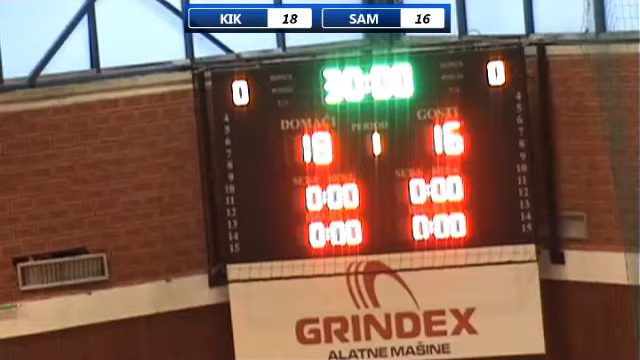 KIK 18 SAM 16
0 30:00 0
DOMAĆI PERIOD GOSTI
18 1 16
0:00 0:00
0:00 0:00
4 4
5 5
6 6
7 7
8 8
9 9
10 10
11 11
12 12
13 13
14 14
15 15
GRINDEX
ALATNE MAŠINE